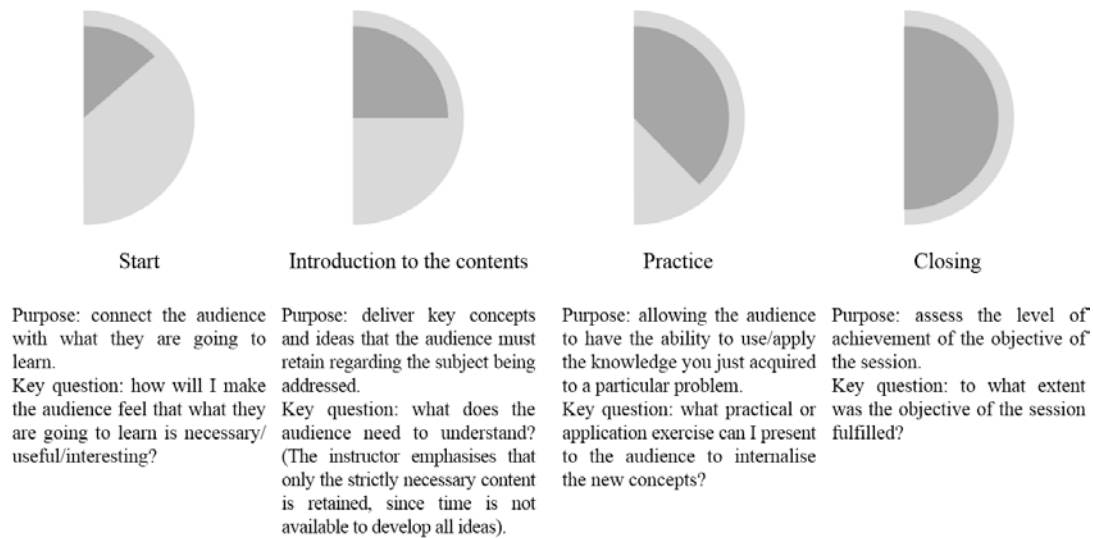 Start
Purpose: connect the audience
with what they are going to
learn.
Key question: how will I make
the audience feel that what they
are going to learn is necessary/
useful/interesting?
Introduction to the contents
Purpose: deliver key concepts
and ideas that the audience must
retain regarding the subject being
addressed.
Key question: what does the
audience need to understand?
(The instructor emphasises that
only the strictly necessary content
is retained, since time is not
available to develop all ideas).
Practice
Purpose: allowing the audience
to have the ability to use/apply
the knowledge you just acquired
to a particular problem.
Key question: what practical or
application exercise can I present
to the audience to internalise
the new concepts?
Closing
Purpose: assess the level of
achievement of the objective of
the session.
Key question: to what extent
was the objective of the session
fulfilled?